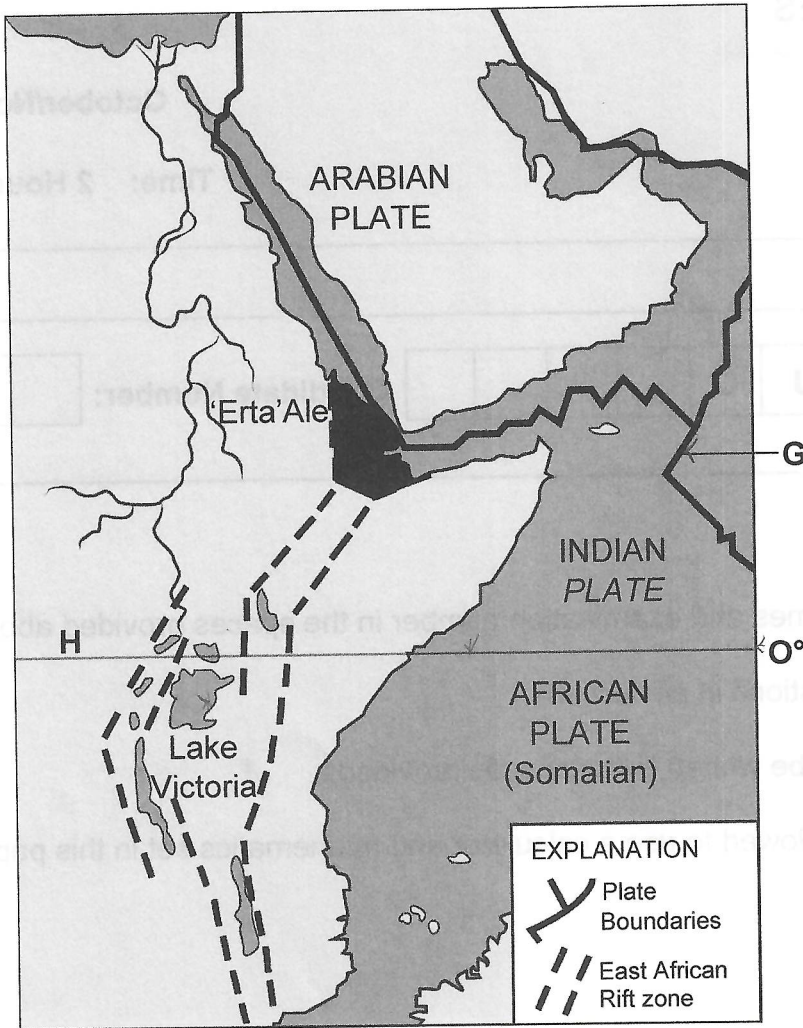 ARABIAN
PLATE
'Erta'Ale
G
INDIAN
PLATE
H
O°
AFRICAN
PLATE
(Somalian)
Lake
Victoria
EXPLANATION
Plate
Boundaries
East African
Rift zone